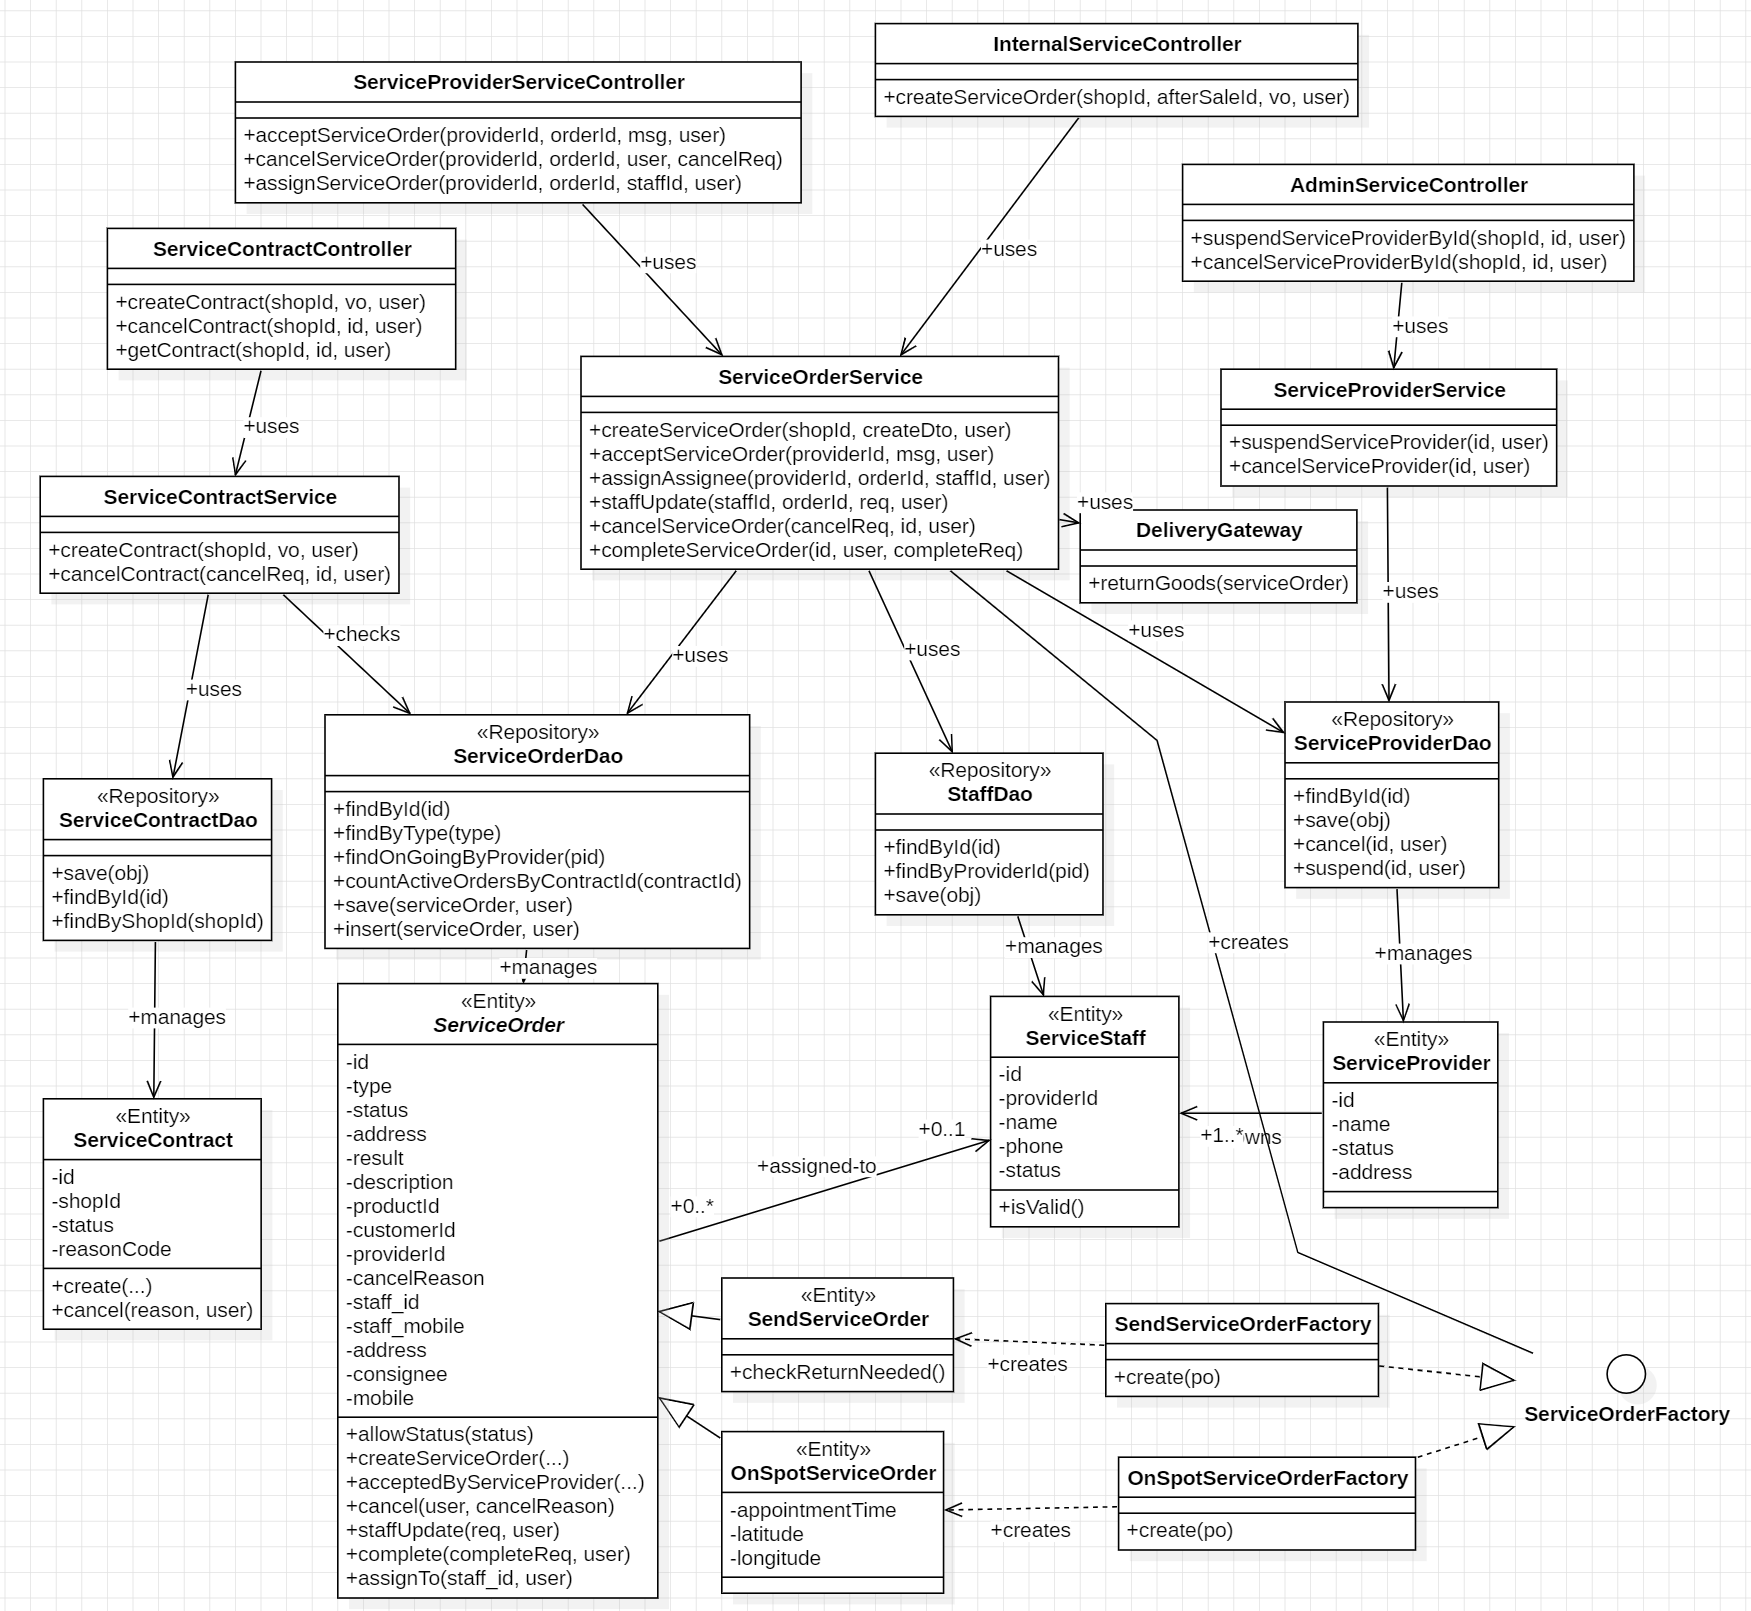 InternalServiceController
+createServiceOrder(shopId, afterSaleId, vo, user)
ServiceProviderServiceController
+acceptServiceOrder(providerId, orderId, msg, user)
+cancelServiceOrder(providerId, orderId, user, cancelReq)
+assignServiceOrder(providerId, orderId, staffId, user)
AdminServiceController
+suspendServiceProviderById(shopId, id, user)
+cancelServiceProviderById(shopId, id, user)
ServiceContractController
+createContract(shopId, vo, user)
+cancelContract(shopId, id, user)
+getContract(shopId, id, user)
+uses
+uses
+uses
+uses
ServiceOrderService
+createServiceOrder(shopId, createDto, user)
+acceptServiceOrder(providerId, msg, user)
+assignAssignee(providerId, orderId, staffId, user)
+staffUpdate(staffId, orderId, req, user)
+cancelServiceOrder(cancelReq, id, user)
+completeServiceOrder(id, user, completeReq)
ServiceProviderService
+suspendServiceProvider(id, user)
+cancelServiceProvider(id, user)
ServiceContractService
+createContract(shopId, vo, user)
+cancelContract(cancelReq, id, user)
+uses
DeliveryGateway
+returnGoods(serviceOrder)
+uses
+checks
+uses
+uses
+uses
+uses
«Repository»
ServiceOrderDao
+findById(id)
+findByType(type)
+findOnGoingByProvider(pid)
+countActiveOrdersByContractId(contractId)
+save(serviceOrder, user)
+insert(serviceOrder, user)
«Repository»
StaffDao
+findById(id)
+findByProviderId(pid)
+save(obj)
«Repository»
ServiceProviderDao
+findById(id)
+save(obj)
+cancel(id, user)
+suspend(id, user)
«Repository»
ServiceContractDao
+save(obj)
+findById(id)
+findByShopId(shopId)
+manages
+manages
+creates
+manages
+manages
«Entity»
ServiceOrder
-id
-type
-status
-address
-result
-description
-productId
-customerId
-providerId
-cancelReason
-staff_id
-staff_mobile
-address
-consignee
-mobile
+allowStatus(status)
+createServiceOrder(...)
+acceptedByServiceProvider(...)
+cancel(user, cancelReason)
+staffUpdate(req, user)
+complete(completeReq, user)
+assignTo(staff_id, user)
«Entity»
ServiceStaff
-id
-providerId
-name
-phone
-status
+isValid()
«Entity»
ServiceProvider
-id
-name
-status
-address
«Entity»
ServiceContract
-id
-shopId
-status
-reasonCode
+create(...)
+cancel(reason, user)
+0..1
+1..*wns
+assigned-to
+0..*
«Entity»
SendServiceOrder
+checkReturnNeeded()
SendServiceOrderFactory
+create(po)
+creates
ServiceOrderFactory
«Entity»
OnSpotServiceOrder
-appointmentTime
-latitude
-longitude
OnSpotServiceOrderFactory
+create(po)
+creates